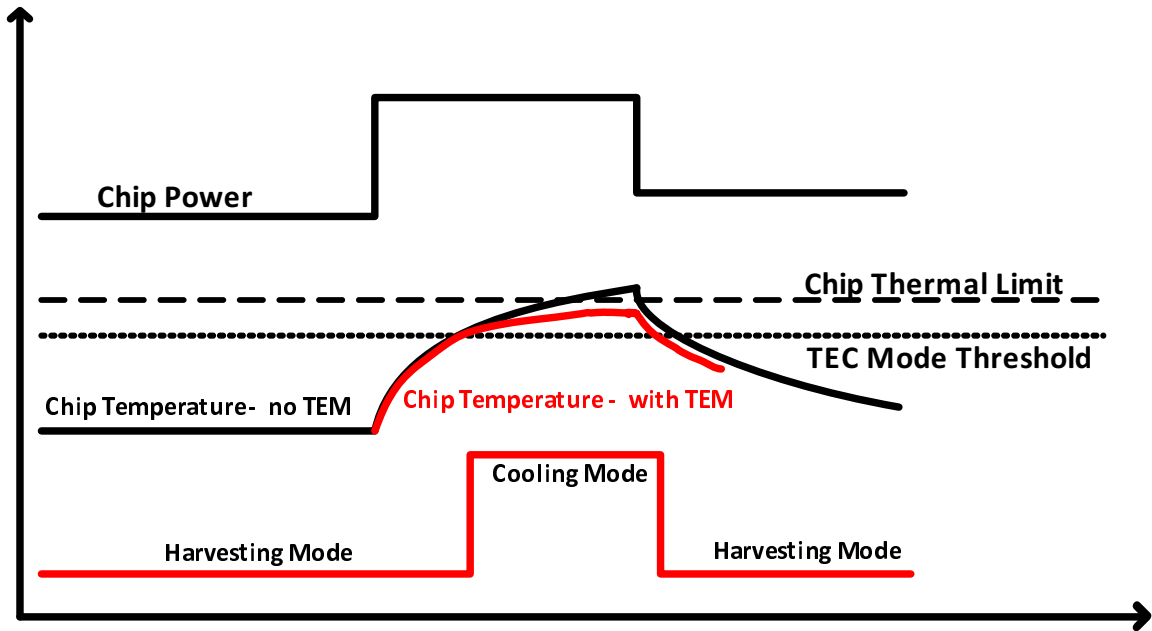 Chip Power
Chip Thermal Limit
TEC Mode Threshold
Chip Temperature-  no TEM
Chip Temperature -  with TEM
Cooling Mode
Harvesting Mode
Harvesting Mode